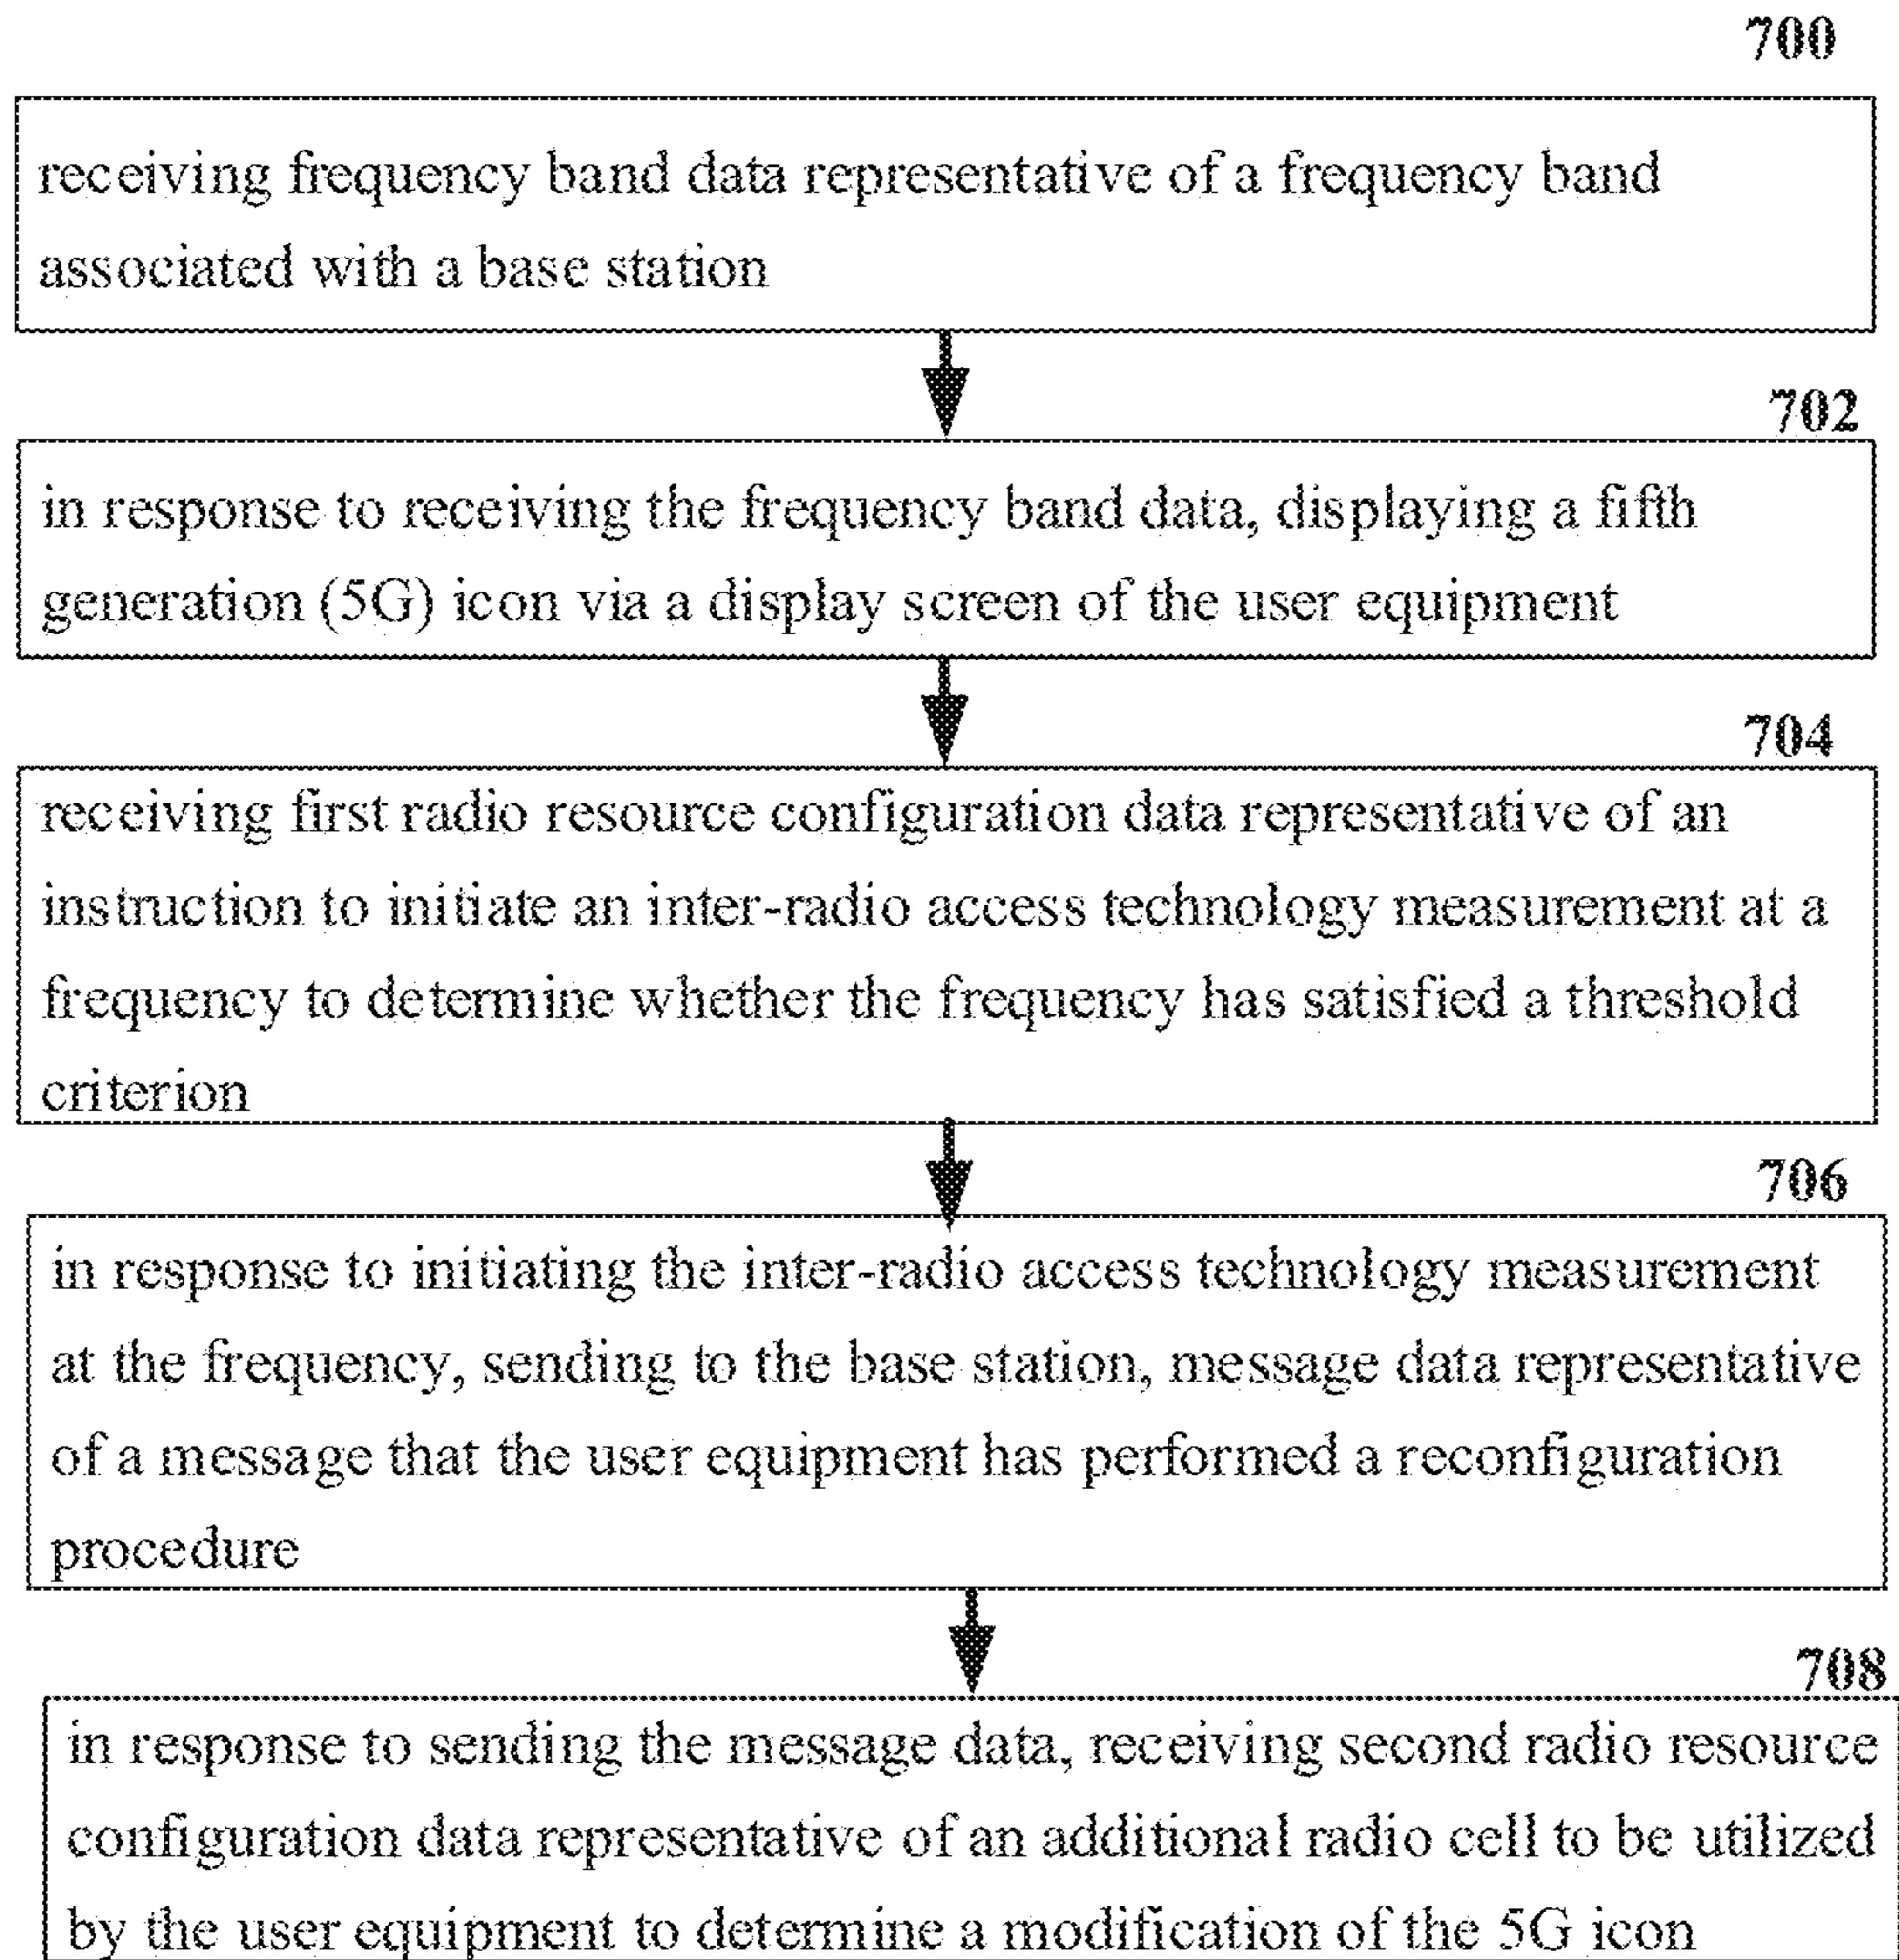 700
receiving frequency band data representative of a frequency band
associated with a base station
702
in response to receiving the frequency band data, displaying a fifth
generation (5G) icon via a display screen of the user equipment
704
receiving first radio resource configuration data representative of an
instruction to initiate an inter-radio access technology measurement at a
frequency to determine whether the frequency has satisfied a threshold
criterion
706
in response to initiating the inter-radio access technology measurement
at the frequency, sending to the base station, message data representative
of a message that the user equipment has performed a reconfiguration
procedure
708
in response to sending the message data, receiving second radio resource
configuration data representative of an additional radio cell to be utilized
by the user equipment to determine a modification of the 5G icon